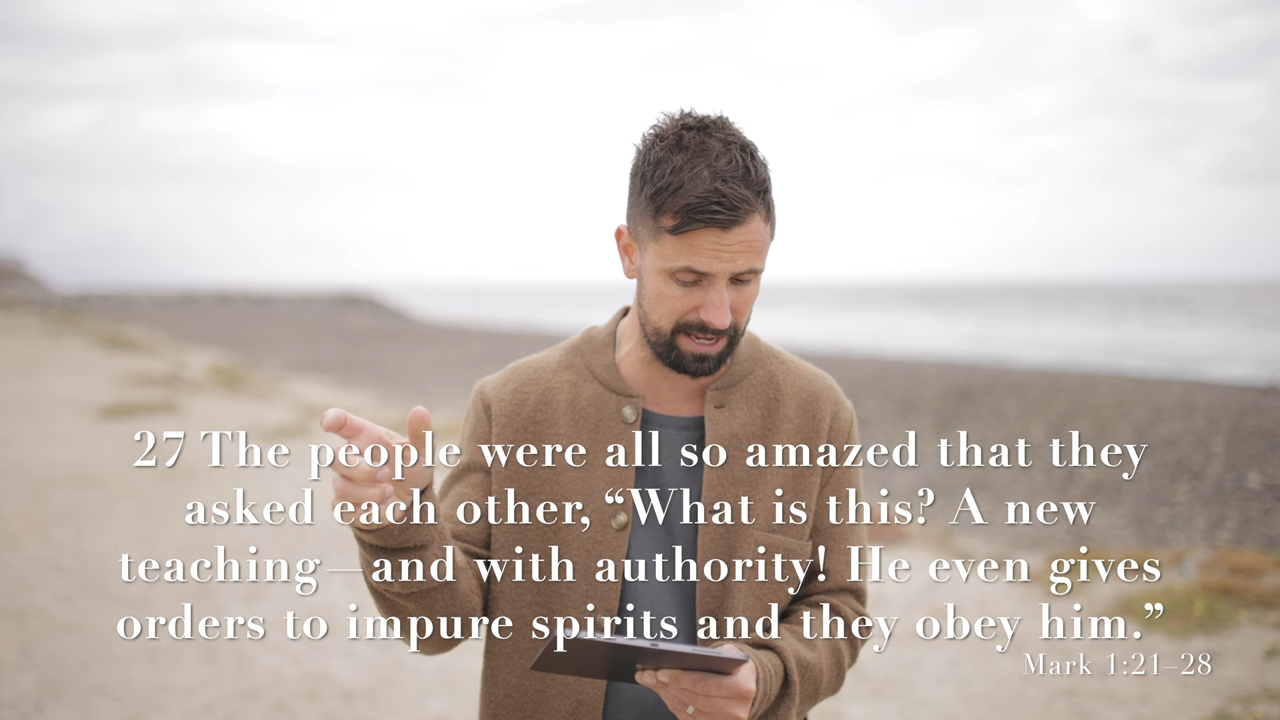 27 The people were all so amazed that they
asked each other, “What is this? A new
teaching—and with authority! He even gives
orders to impure spirits and they obey him.”
Mark 1:21–28